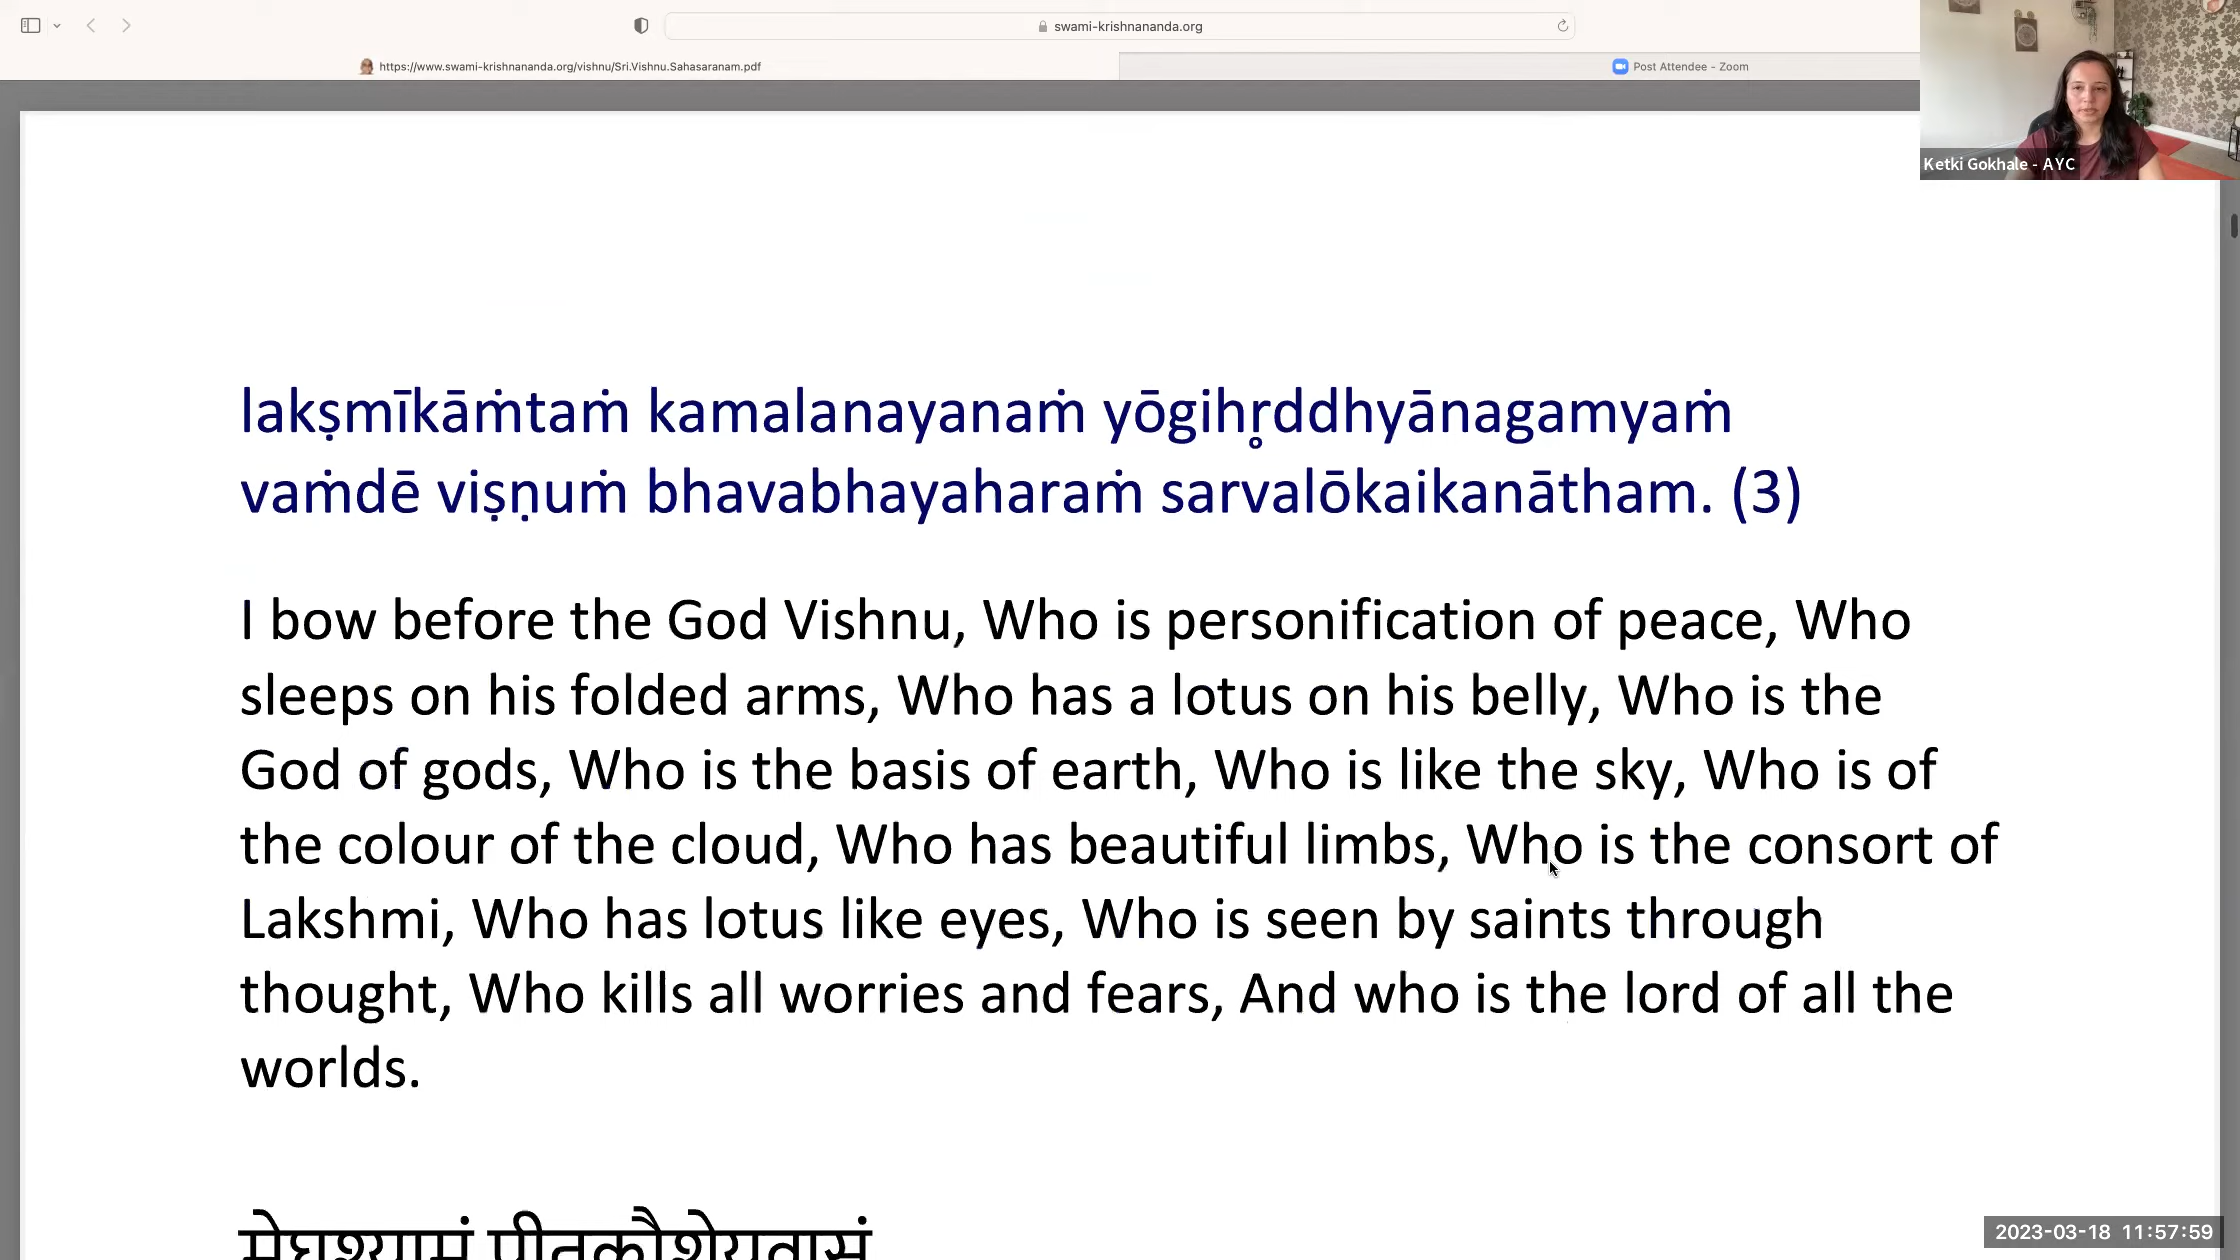 swami-krishnananda.org
https://www.swami-krishnananda.org/vishnu/Sri.Vishnu.Sahasaranam.pdf
Post Attendee - Zoom
Ketki Gokhale - AYC
lakṣmīkāṁtaṁ kamalanayanaṁ yōgihr̥ddhyānagamyaṁ
vaṁdē viṣṇuṁ bhavabhayaharaṁ sarvalōkaikanātham. (3)
I bow before the God Vishnu, Who is personification of peace, Who
sleeps on his folded arms, Who has a lotus on his belly, Who is the
God of gods, Who is the basis of earth, Who is like the sky, Who is of
the colour of the cloud, Who has beautiful limbs, Who is the consort of
Lakshmi, Who has lotus like eyes, Who is seen by saints through
thought, Who kills all worries and fears, And who is the lord of all the
worlds.
मेघश्यामं पीतकौशेयवासं
2023-03-18 11:57:59